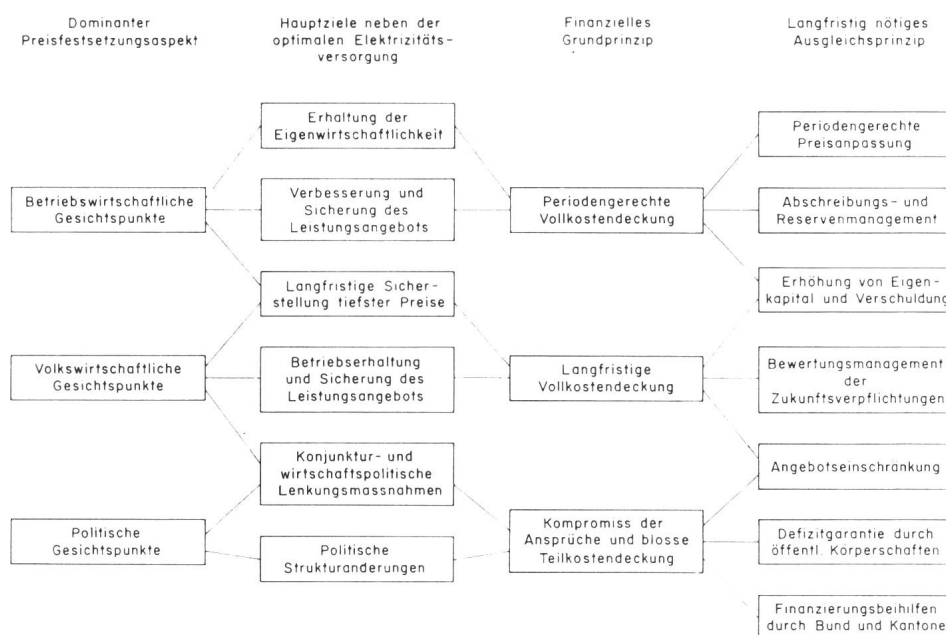 Dominanter
Preisfestsetzungsaspekt
Hauptziele neben der
optimalen Elektrizitäts-
versorgung
Finanzielles
Grundprinzip
Langfristig nötiges
Ausgleichsprinzip
Betriebswirtschaftliche
Gesichtspunkte
Volkswirtschaftliche
Gesichtspunkte
Politische
Gesichtspunkte
Erhaltung der
Eigenwirtschaftlichkeit
Verbesserung und
Sicherung des
Leistungsangebots
Langfristige Sicher-
stellung tiefster Preise
Betriebserhaltung
und Sicherung des
Leistungsangebots
Konjunktur- und
wirtschaftspolitische
Lenkungsmassnahmen
Politische
Strukturänderungen
Periodengerechte
Vollkostendeckung
Langfristige
Vollkostendeckung
Kompromiss der
Ansprüche und blosse
Teilkostendeckung
Periodengerechte
Preisanpassung
Abschreibungs- und
Reservenmanagement
Erhöhung von Eigen-
kapital und Verschuldung
Bewertungsmanagement
der
Zukunftsverpflichtungen
Angebotseinschränkung
Defizitgarantie durch
öffentl. Körperschaften
Finanzierungsbeihilfen
durch Bund und Kantone